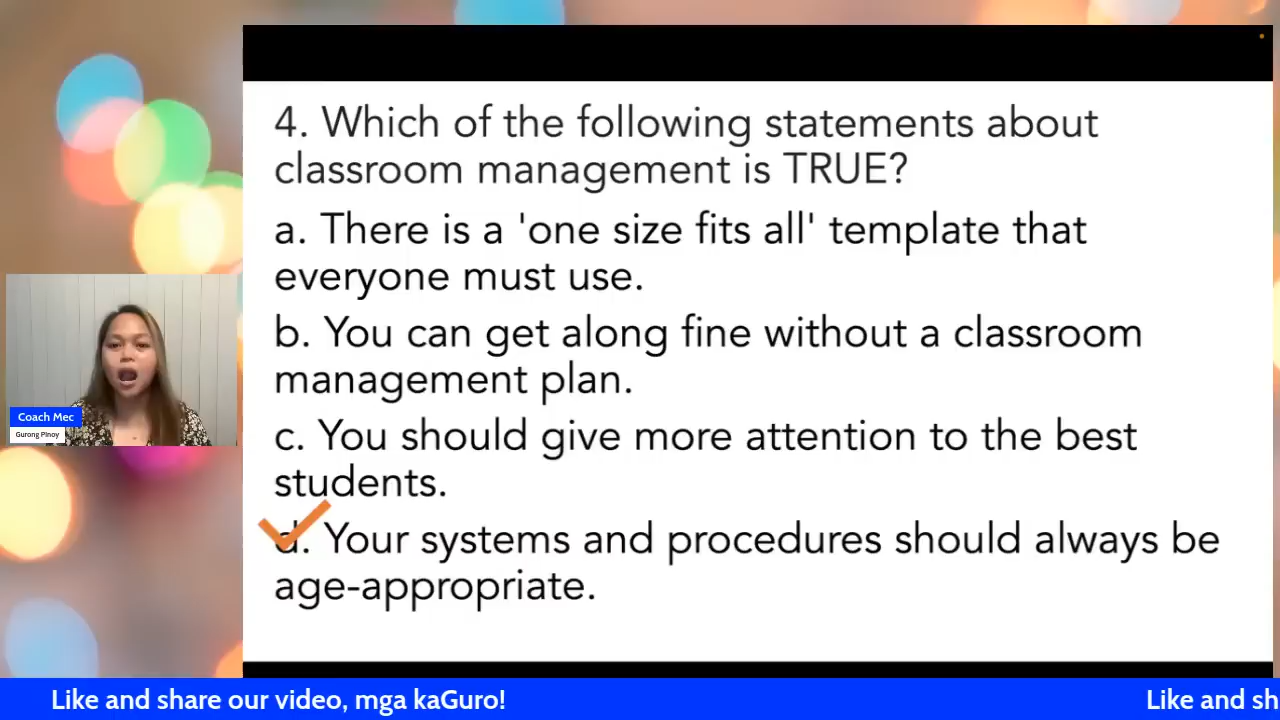 4. Which of the following statements about
classroom management is TRUE?
a. There is a 'one size fits all' template that
everyone must use.
b. You can get along fine without a classroom
management plan.
c. You should give more attention to the best
students.
d. Your systems and procedures should always be
age-appropriate.
Coach Mec
Gurong Pinoy
Like and share our video, mga kaGuro!
Like and sh